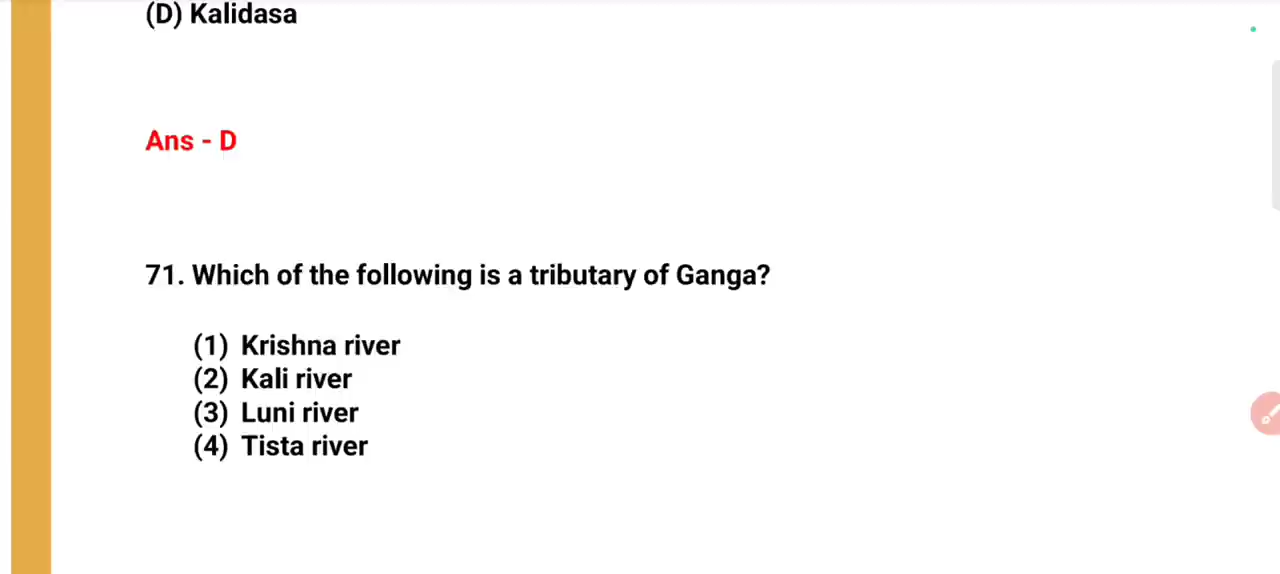 (D) Kalidasa
Ans - D
71. Which of the following is a tributary of Ganga?
(1) Krishna river
(2) Kali river
(3) Luni river
(4) Tista river